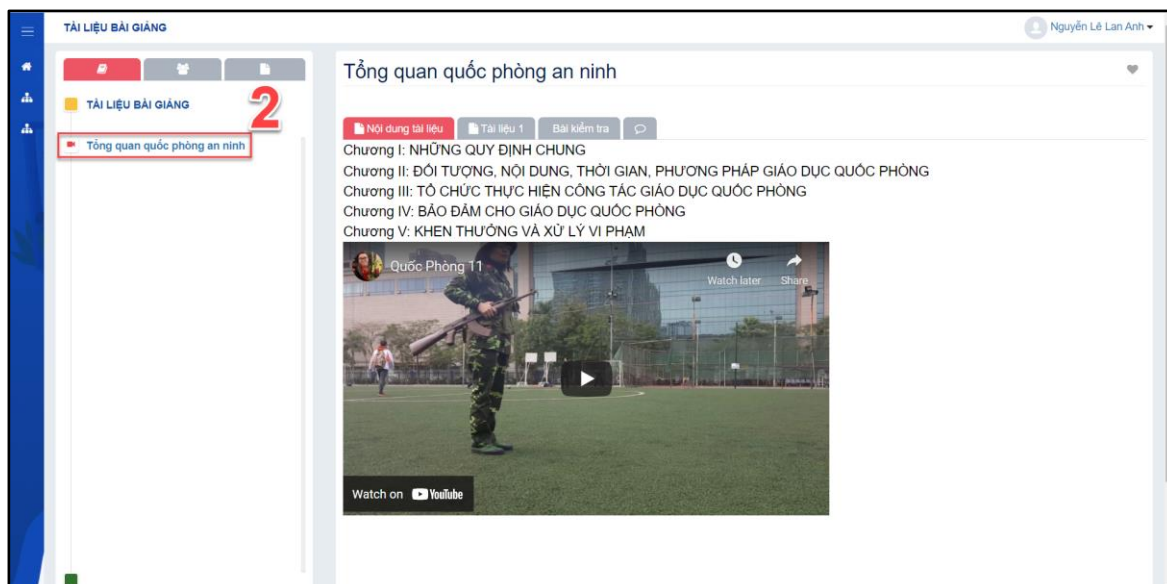 TÀI LIỆU BÀI GIẢNG
Nguyễn Lê Lan Anh
TÀI LIỆU BÀI GIẢNG
2
Tổng quan quốc phòng an ninh
Tổng quan quốc phòng an ninh
Nội dung tài liệu
Tài liệu 1
Bài kiểm tra
Chương I: NHỮNG QUY ĐỊNH CHUNG
Chương II: ĐỐI TƯỢNG, NỘI DUNG, THỜI GIAN, PHƯƠNG PHÁP GIÁO DỤC QUỐC PHÒNG
Chương III: TỔ CHỨC THỰC HIỆN CÔNG TÁC GIÁO DỤC QUỐC PHÒNG
Chương IV: BẢO ĐẢM CHO GIÁO DỤC QUỐC PHÒNG
Chương V: KHEN THƯỞNG VÀ XỬ LÝ VI PHẠM
Quốc Phòng 11
Watch later
Share
Watch on YouTube